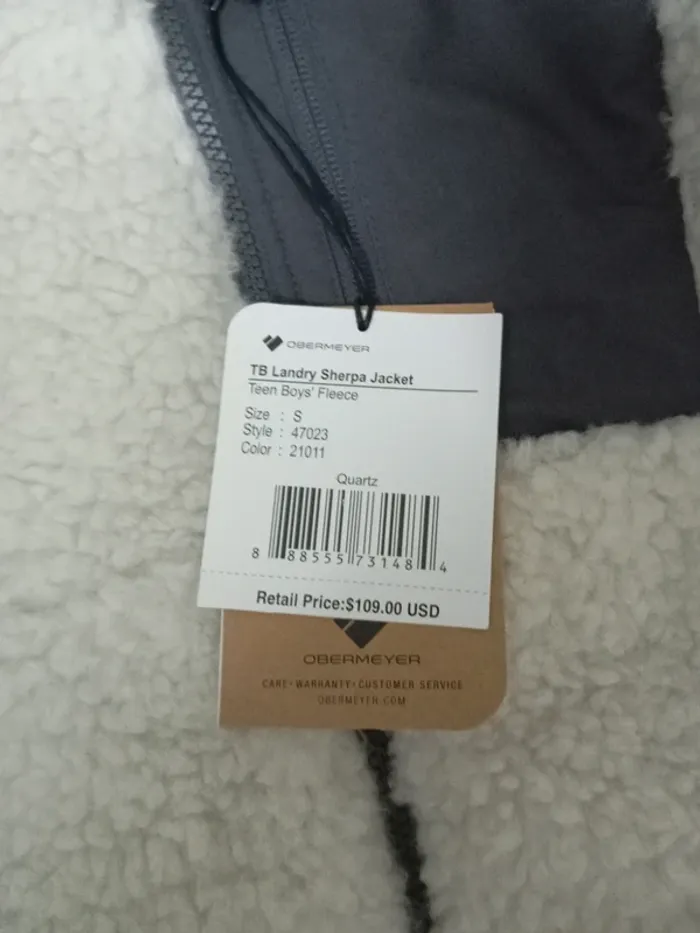 OBERMEYER
TB Landry Sherpa Jacket
Teen Boys' Fleece
Size : S
Style : 47023
Color : 21011
Quartz
8 88555 73148 4
Retail Price:$109.00 USD
OBERMEYER
CARE•WARRANTY•CUSTOMER SERVICE
OBERMEYER.COM